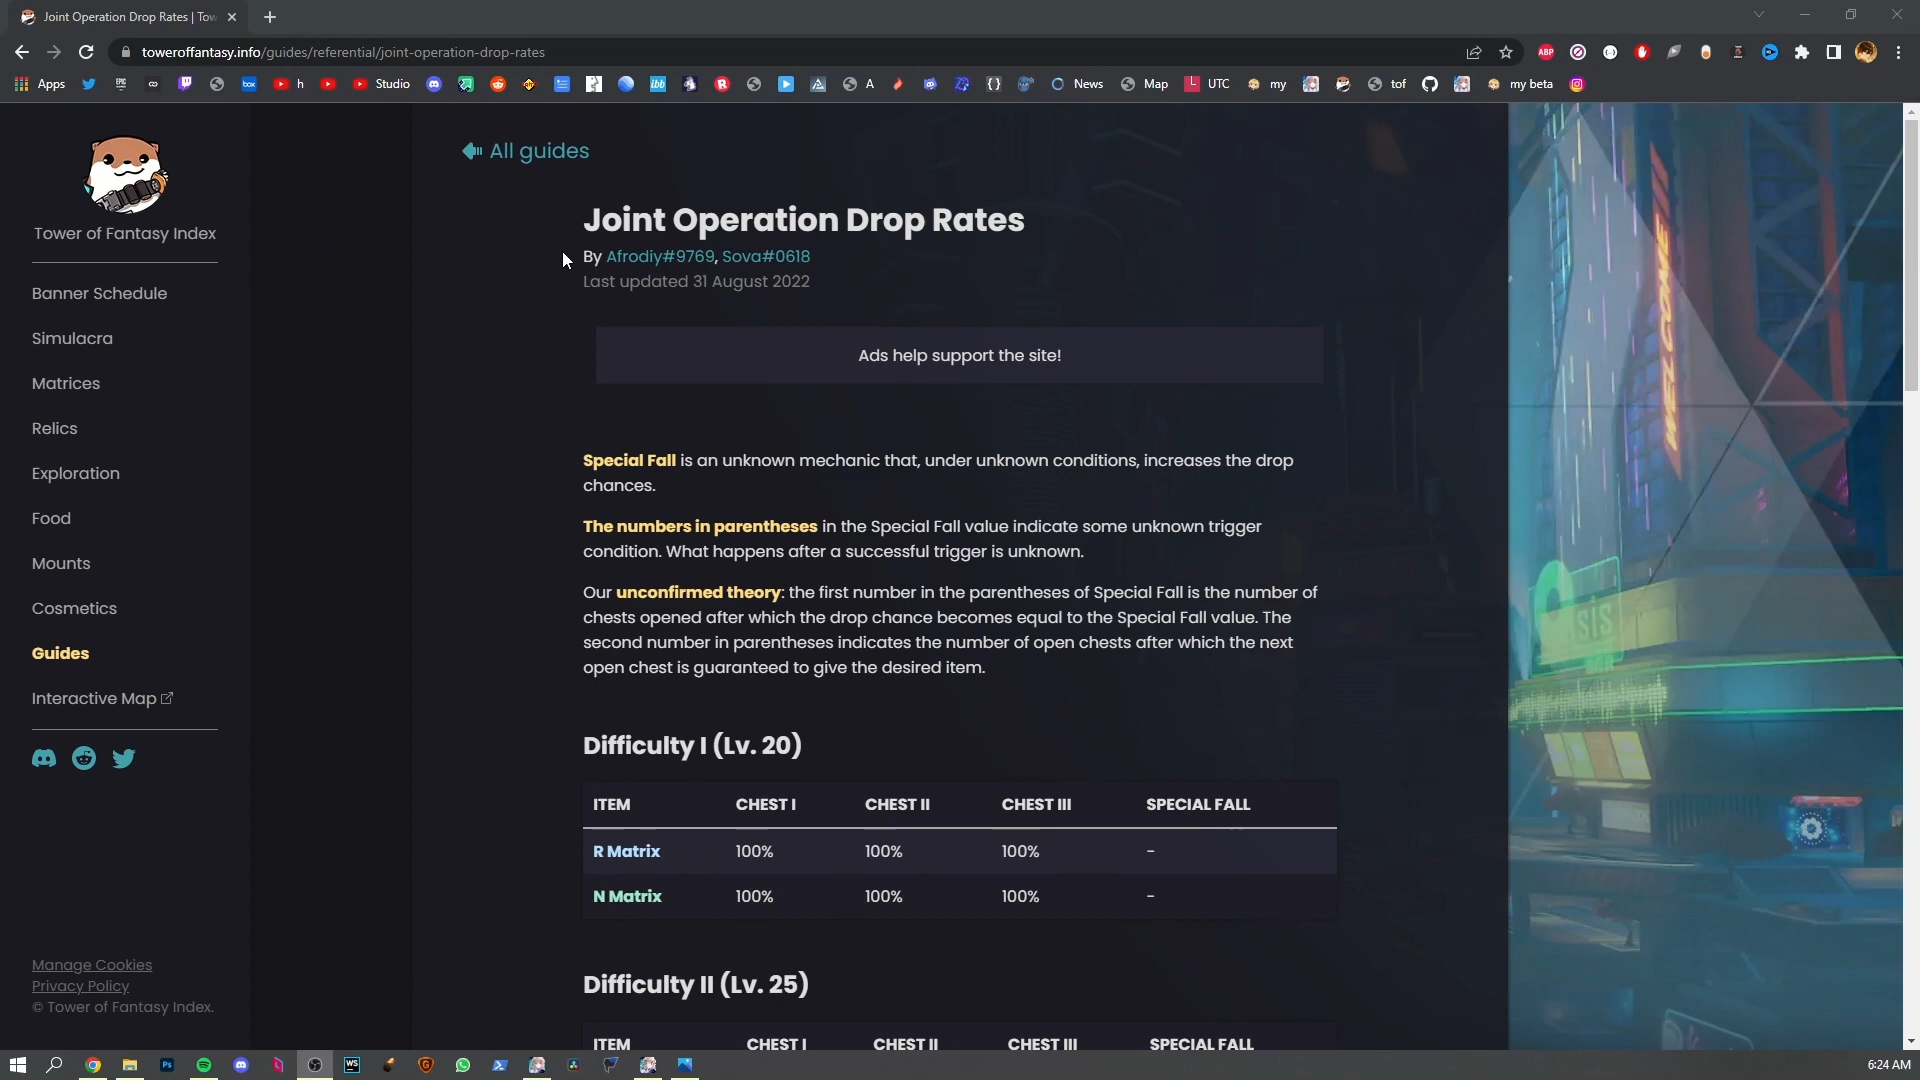 Joint Operation Drop Rates | Tow
toweroffantasy.info/guides/referential/joint-operation-drop-rates
ABP
Apps
EPIC
box
h
Studio
ibb
A
News
Map
UTC
my
tof
my beta
All guides
Tower of Fantasy Index
Banner Schedule
Simulacra
Matrices
Relics
Exploration
Food
Mounts
Cosmetics
Guides
Interactive Map
Manage Cookies
Privacy Policy
© Tower of Fantasy Index.
Joint Operation Drop Rates
By Afrodiy#9769, Sova#0618
Last updated 31 August 2022
Ads help support the site!
Special Fall is an unknown mechanic that, under unknown conditions, increases the drop
chances.
The numbers in parentheses in the Special Fall value indicate some unknown trigger
condition. What happens after a successful trigger is unknown.
Our unconfirmed theory: the first number in the parentheses of Special Fall is the number of
chests opened after which the drop chance becomes equal to the Special Fall value. The
second number in parentheses indicates the number of open chests after which the next
open chest is guaranteed to give the desired item.
Difficulty I (Lv. 20)
ITEM CHEST I CHEST II CHEST III SPECIAL FALL
R Matrix 100% 100% 100% -
N Matrix 100% 100% 100% -
Difficulty II (Lv. 25)
ITEM CHEST I CHEST II CHEST III SPECIAL FALL
WELCOME
Ps
WS
6:24 AM